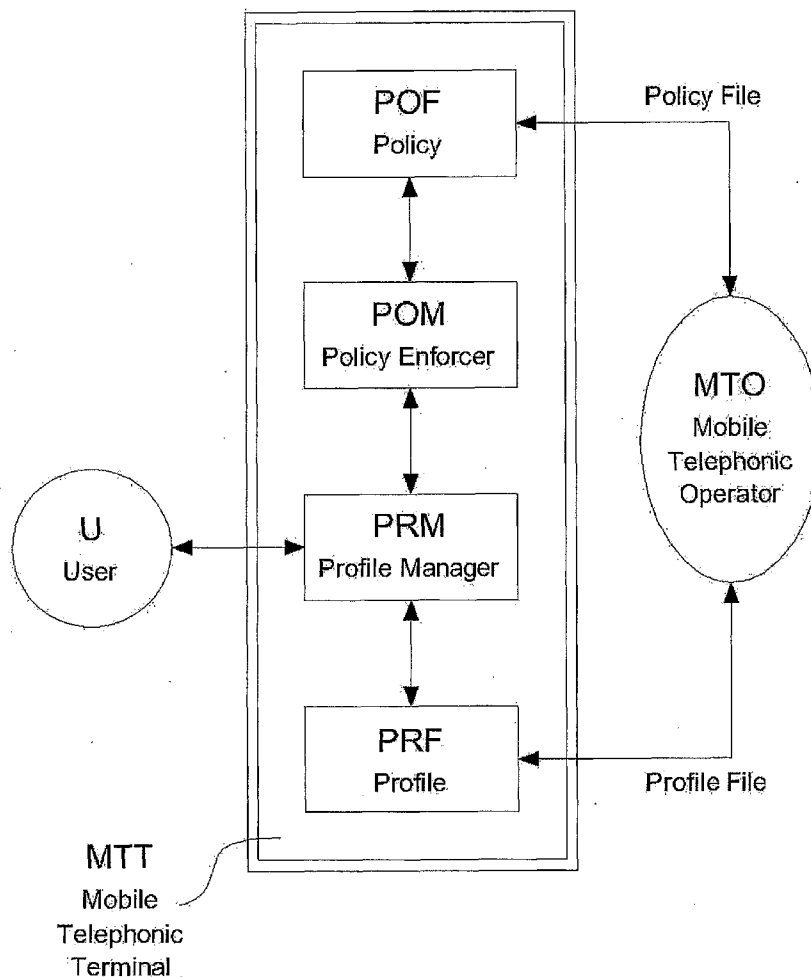 POF
Policy
Policy File
POM
Policy Enforcer
MTO
Mobile
Telephonic
Operator
U
User
PRM
Profile Manager
PRF
Profile
Profile File
MTT
Mobile
Telephonic
Terminal